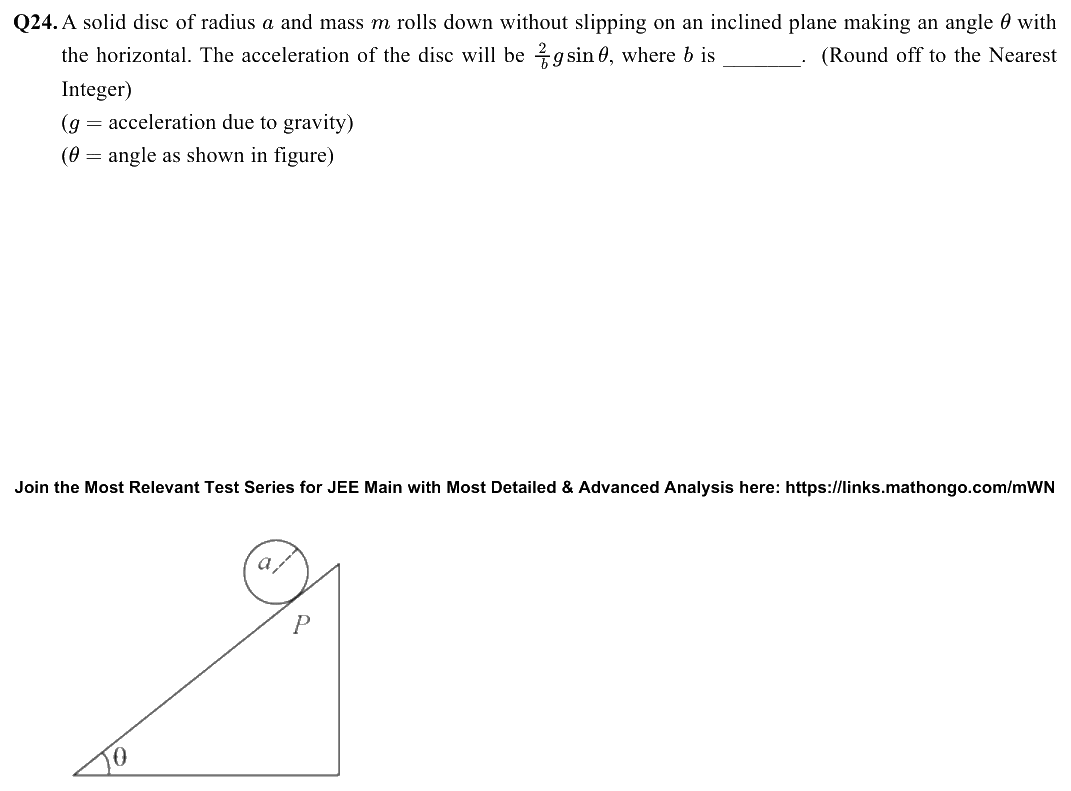 Q24. A solid disc of radius a and mass m rolls down without slipping on an inclined plane making an angle θ with
the horizontal. The acceleration of the disc will be 2/b g sin θ, where b is _______. (Round off to the Nearest
Integer)
(g = acceleration due to gravity)
(θ = angle as shown in figure)
Join the Most Relevant Test Series for JEE Main with Most Detailed & Advanced Analysis here: https://links.mathongo.com/mWN
a
P
θ